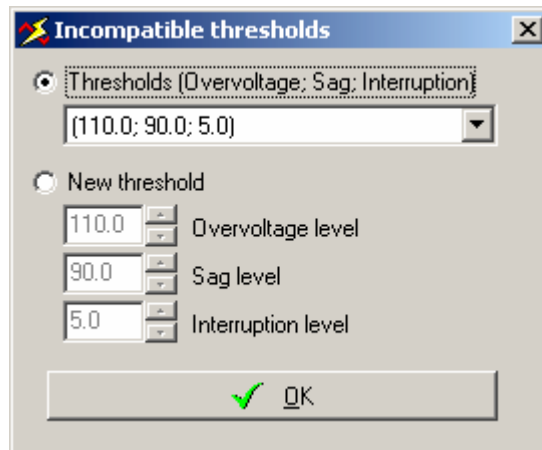 Incompatible thresholds
Thresholds (Overvoltage; Sag; Interruption)
(110.0; 90.0; 5.0)
New threshold
110.0 Overvoltage level
90.0 Sag level
5.0 Interruption level
OK